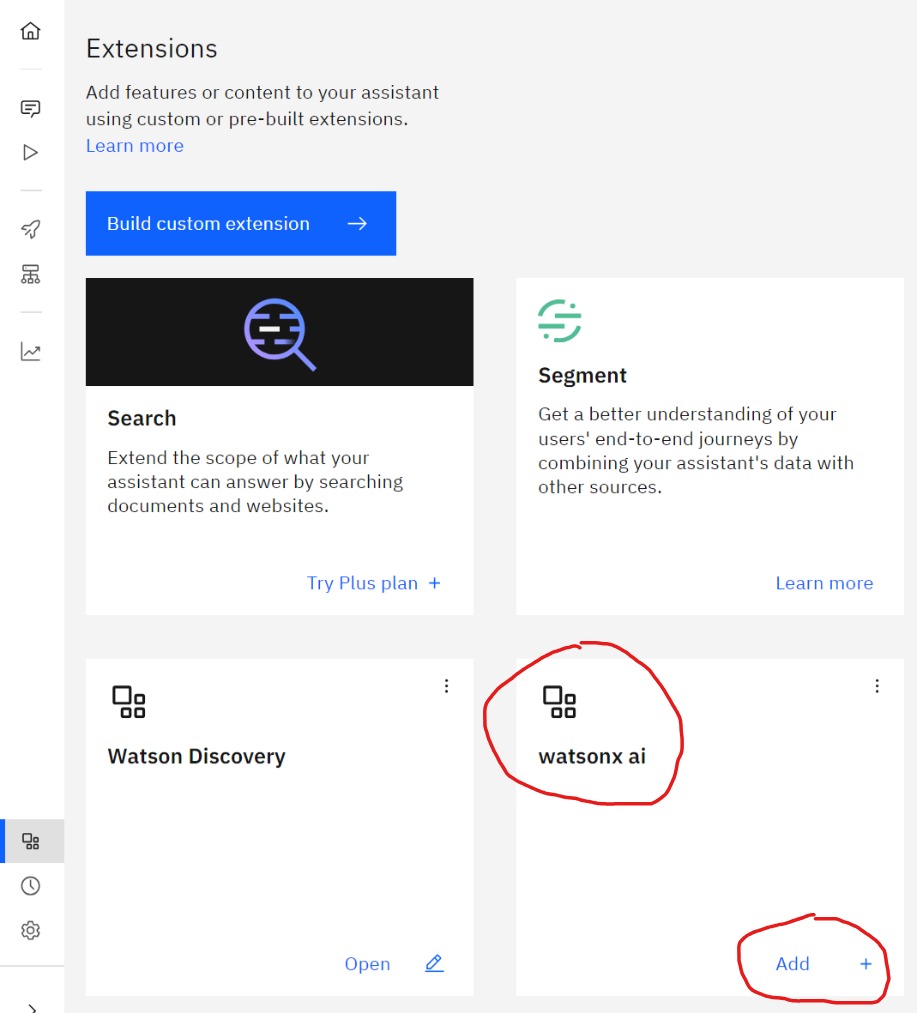 Extensions
Add features or content to your assistant
using custom or pre-built extensions.
Learn more
Build custom extension
Search
Extend the scope of what your
assistant can answer by searching
documents and websites.
Try Plus plan +
Segment
Get a better understanding of your
users' end-to-end journeys by
combining your assistant's data with
other sources.
Learn more
Watson Discovery
Open
watsonx ai
Add +